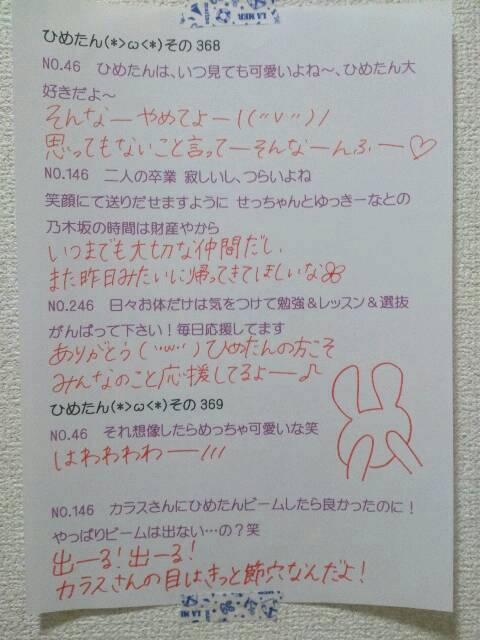 ひめたん(*>ω<*)その368
NO.46 ひめたんは、いつ見ても可愛いよね~、ひめたん大
好きだよ~
そんなーやめてよー!(("v")ノ
思ってもないこと言ってーそんなーんふー♡
NO.146 二人の卒業 寂しいし、つらいよね
笑顔にて送りだせますように せっちゃんとゆっきーなとの
乃木坂の時間は財産やから
いつまでも大切な仲間だし、
また昨日みたいに帰ってきてほしいな
NO.246 日々お体だけは気をつけて勉強&レッスン&選抜
がんばって下さい!毎日応援してます
ありがとう("ω")ひめたんの方こそ
みんなのこと応援してるよー♪
ひめたん(*>ω<*)その369
NO.46 それ想像したらめっちゃ可愛いな笑
はわわわわー///
NO.146 カラスさんにひめたんビームしたら良かったのに!
やっぱりビームは出ない…の?笑
出ーる!出ーる!
カラスさんの目はきっと節穴なんだよ!